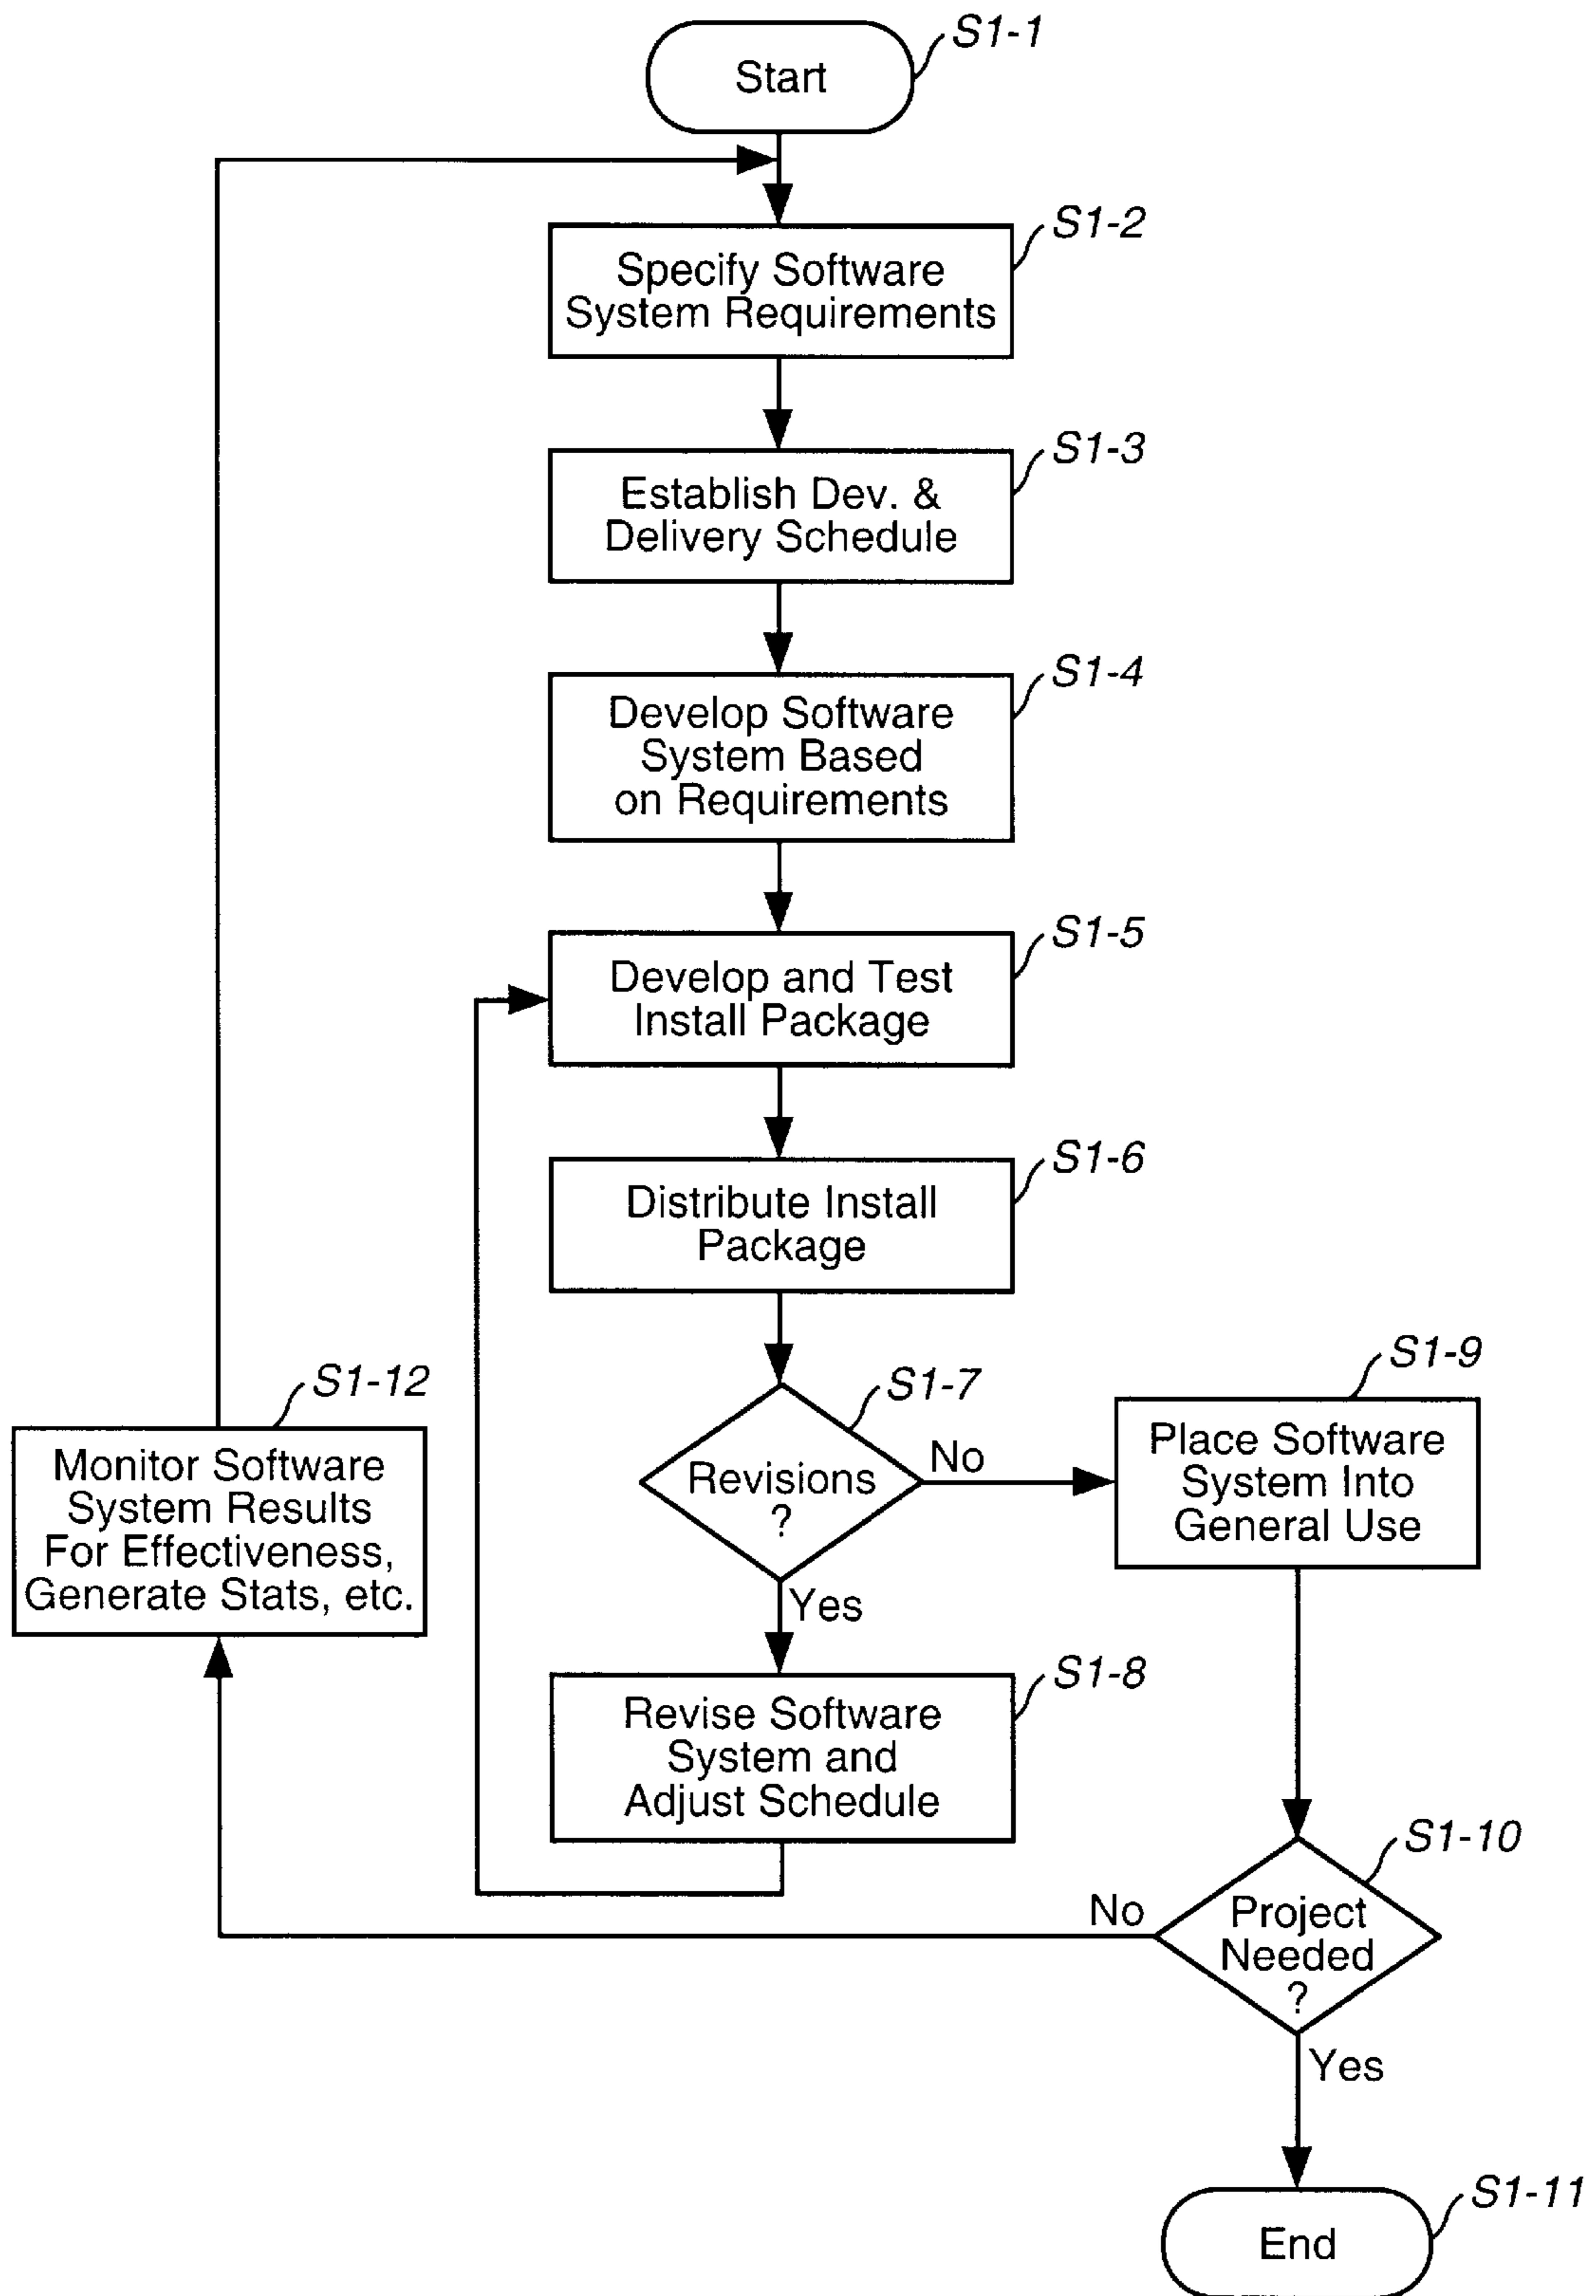 S1-1
Start
S1-2
Specify Software
System Requirements
S1-3
Establish Dev. &
Delivery Schedule
S1-4
Develop Software
System Based
on Requirements
S1-5
Develop and Test
Install Package
S1-6
Distribute Install
Package
S1-7
Revisions
?
No
Yes
S1-9
Place Software
System Into
General Use
S1-12
Monitor Software
System Results
For Effectiveness,
Generate Stats, etc.
S1-8
Revise Software
System and
Adjust Schedule
S1-10
Project
Needed
?
No
Yes
S1-11
End